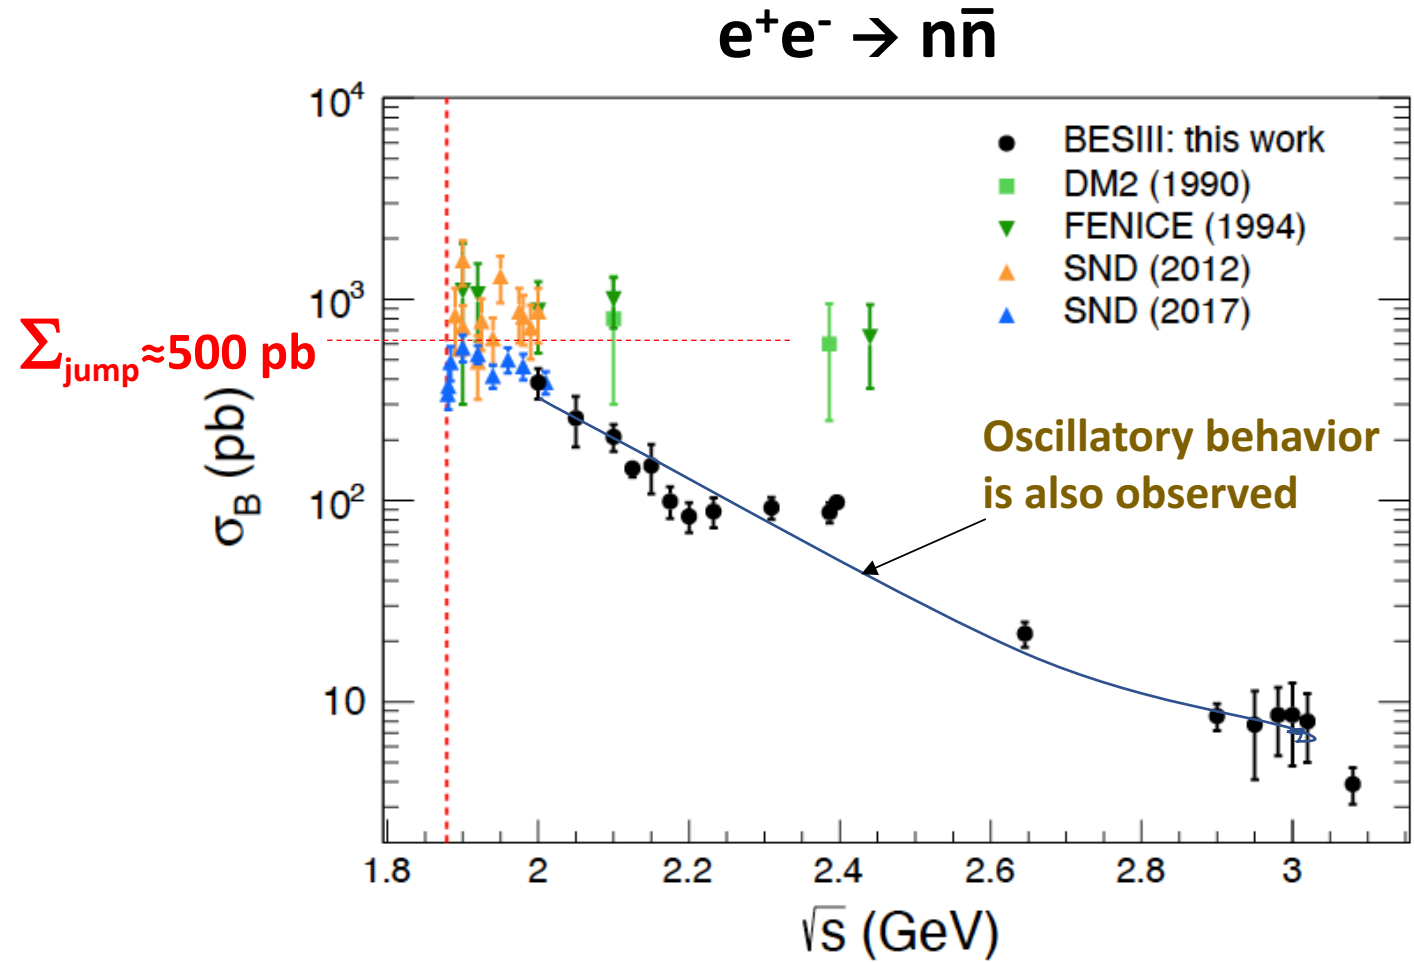 e⁺e⁻ → nn̅
10⁴
BESIII: this work
DM2 (1990)
FENICE (1994)
SND (2012)
SND (2017)
10³
Σjump≈500 pb
σB (pb)
Oscillatory behavior
is also observed
10²
10
1.8 2 2.2 2.4 2.6 2.8 3
√s (GeV)